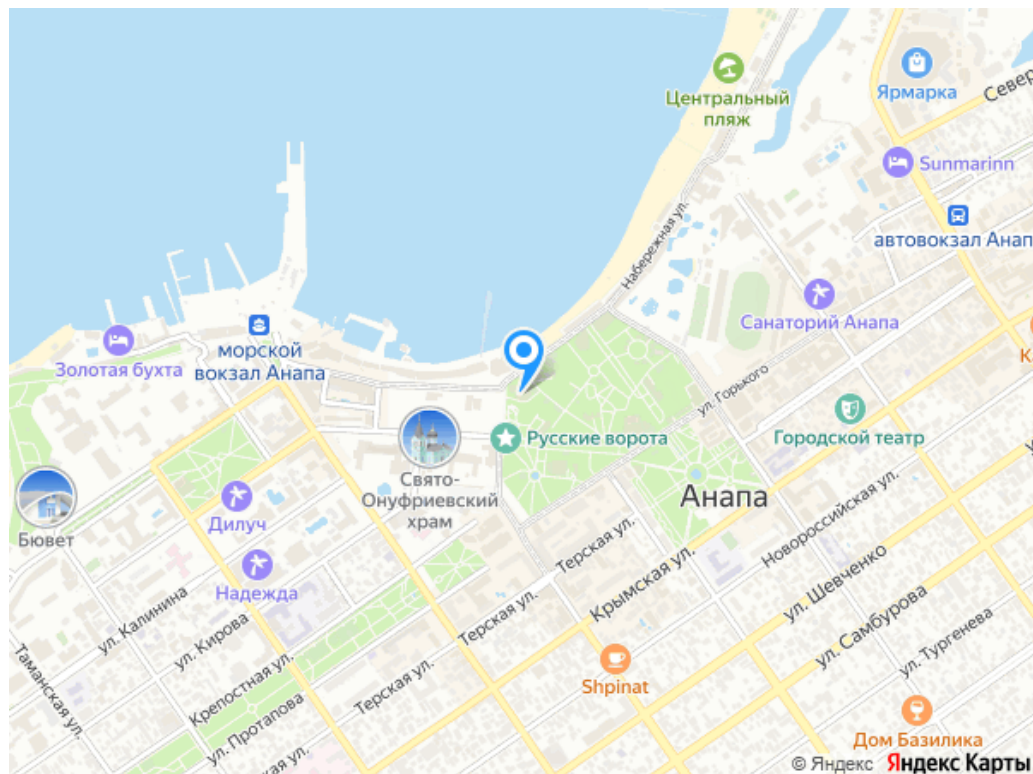 Центральный
пляж
Ярмарка
Север
Sunmarinn
автовокзал Анап
Набережная ул.
Санаторий Анапа
Золотая бухта
морской
вокзал Анапа
К
ул. Горького
Русские ворота
Городской театр
Свято-
Онуфриевский
храм
Анапа
Бювет
Дилуч
Надежда
Терская ул.
Новороссийская ул.
Крымская ул.
ул. Шевченко
ул. Самбурова
ул. Тургенева
ул. Калинина
ул. Кирова
Терская ул.
Таманская ул.
Крепостная ул.
Терская ул.
ул. Протапова
Shpinat
Дом Базилика
ская ул.
© Яндекс Яндекс Карты